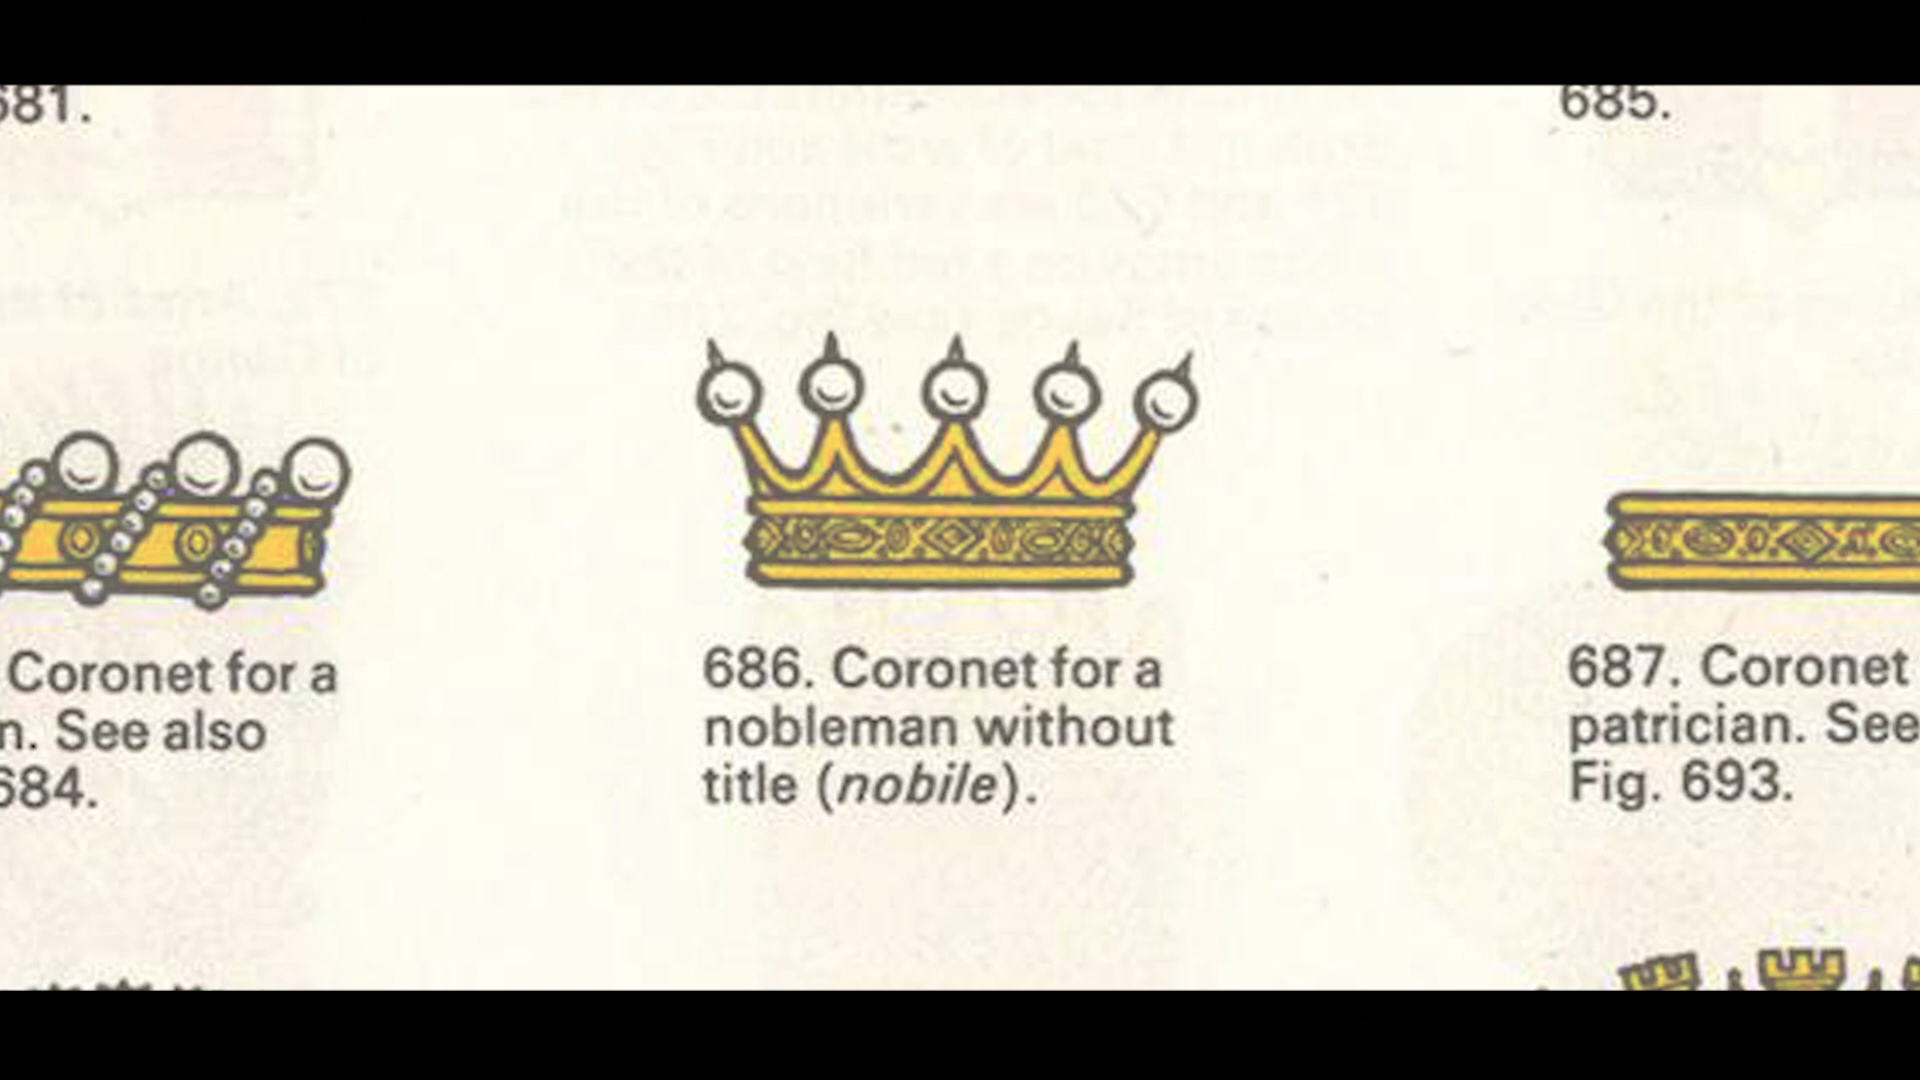 681.
685.
Coronet for a
n. See also
684.
686. Coronet for a
nobleman without
title (nobile).
687. Coronet
patrician. See
Fig. 693.